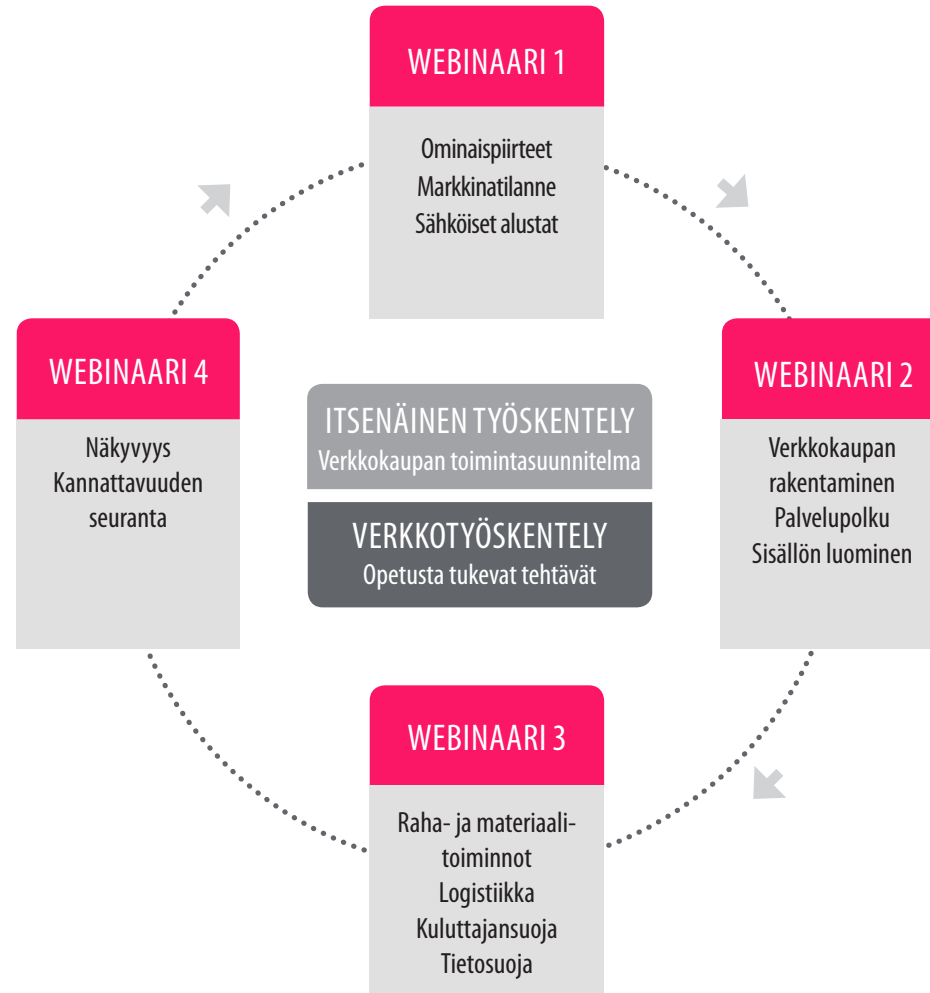 WEBINAARI 1
Ominaispiirteet
Markkinatilanne
Sähköiset alustat
WEBINAARI 2
Verkkokaupan
rakentaminen
Palvelupolku
Sisällön luominen
WEBINAARI 3
Raha- ja materiaali-
toiminnot
Logistiikka
Kuluttajansuoja
Tietosuoja
WEBINAARI 4
Näkyvyys
Kannattavuuden
seuranta
ITSENÄINEN TYÖSKENTELY
Verkkokaupan toimintasuunnitelma
VERKKOTYÖSKENTELY
Opetusta tukevat tehtävät